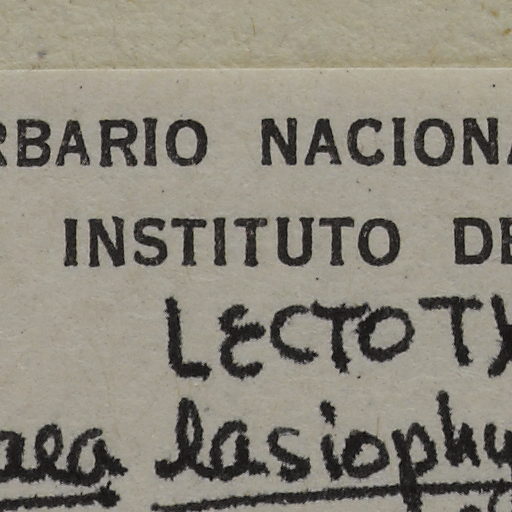 RBARIO NACIONA
INSTITUTO DE
LECTOTY
aea lasiophy